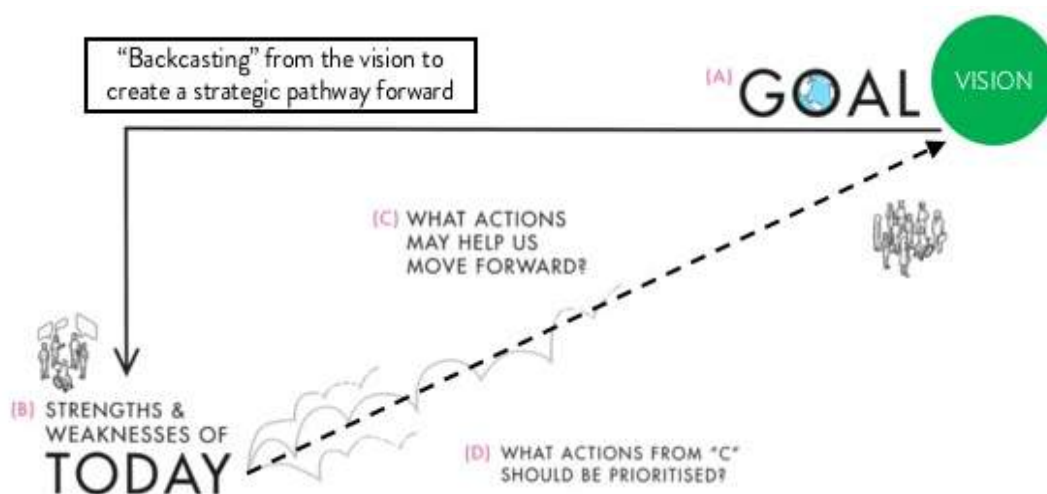 “Backcasting” from the vision to
create a strategic pathway forward
(A) GOAL
VISION
(C) WHAT ACTIONS
MAY HELP US
MOVE FORWARD?
(B) STRENGTHS &
WEAKNESSES OF
TODAY
(D) WHAT ACTIONS FROM “C”
SHOULD BE PRIORITISED?